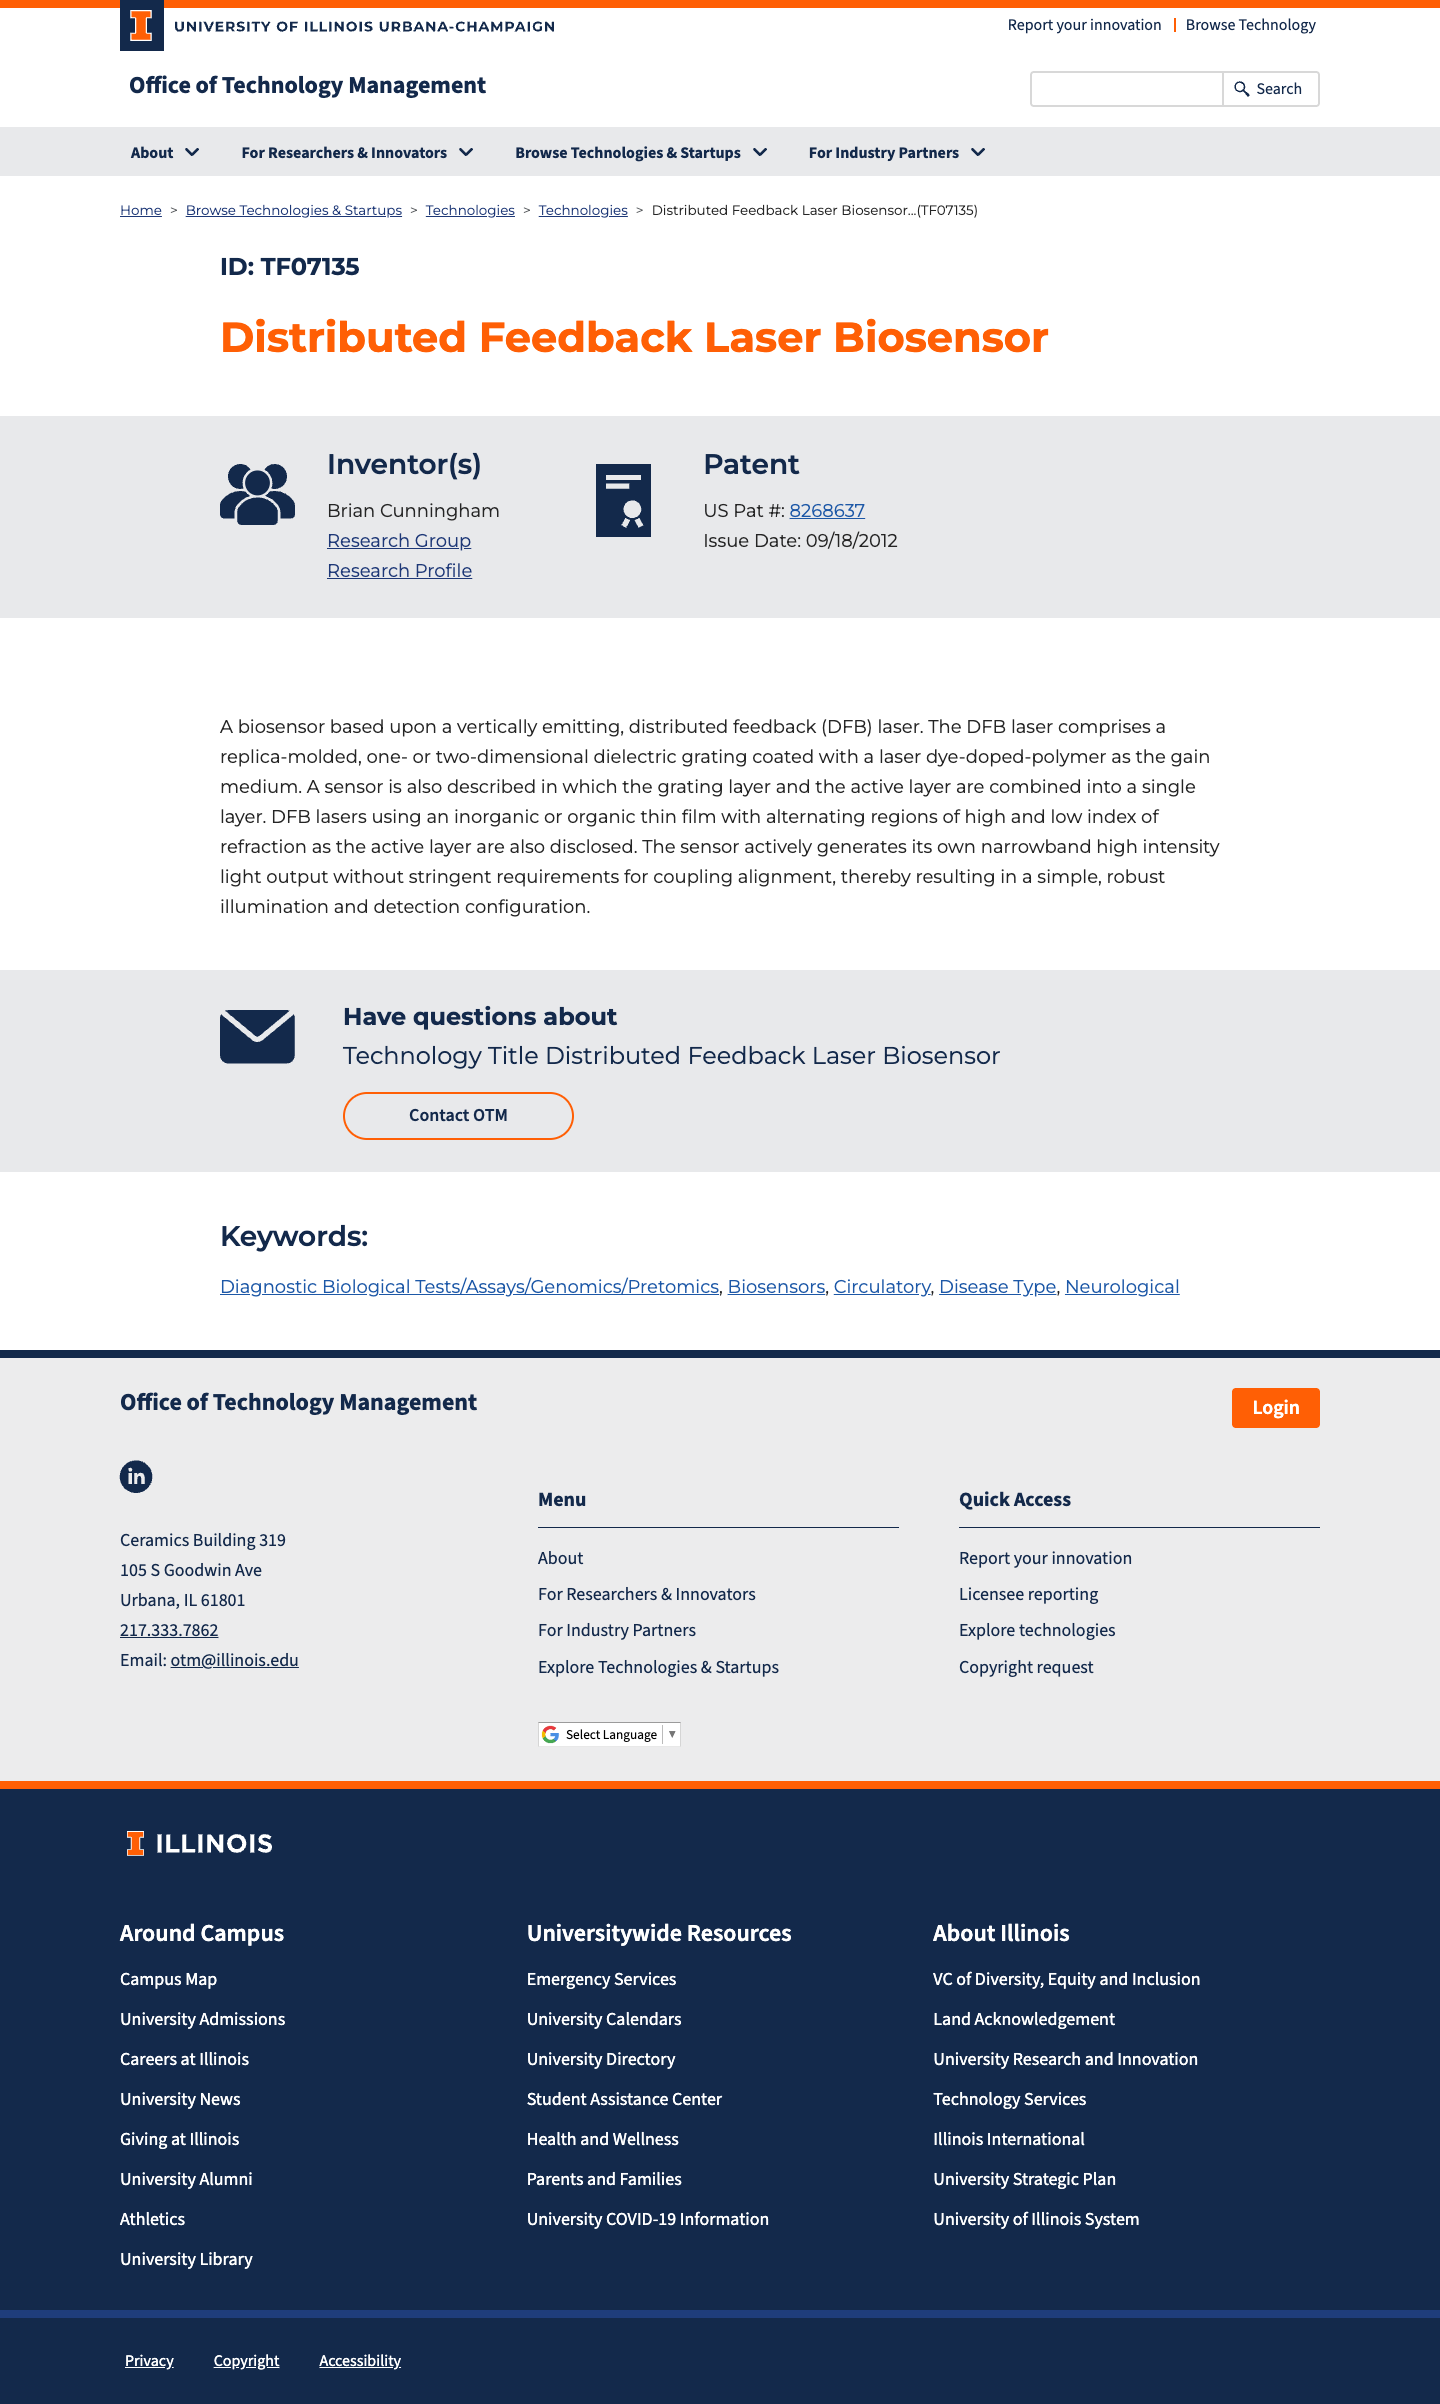 UNIVERSITY OF ILLINOIS URBANA-CHAMPAIGN
Report your innovation
Browse Technology
Office of Technology Management
Search
About
For Researchers & Innovators
Browse Technologies & Startups
For Industry Partners
Home > Browse Technologies & Startups > Technologies > Technologies > Distributed Feedback Laser Biosensor...(TF07135)
ID: TF07135
Distributed Feedback Laser Biosensor
Inventor(s)
Brian Cunningham
Research Group
Research Profile
Patent
US Pat #: 8268637
Issue Date: 09/18/2012
A biosensor based upon a vertically emitting, distributed feedback (DFB) laser. The DFB laser comprises a
replica-molded, one- or two-dimensional dielectric grating coated with a laser dye-doped-polymer as the gain
medium. A sensor is also described in which the grating layer and the active layer are combined into a single
layer. DFB lasers using an inorganic or organic thin film with alternating regions of high and low index of
refraction as the active layer are also disclosed. The sensor actively generates its own narrowband high intensity
light output without stringent requirements for coupling alignment, thereby resulting in a simple, robust
illumination and detection configuration.
Have questions about
Technology Title Distributed Feedback Laser Biosensor
Contact OTM
Keywords:
Diagnostic Biological Tests/Assays/Genomics/Pretomics, Biosensors, Circulatory, Disease Type, Neurological
Office of Technology Management
Login
in
Ceramics Building 319
105 S Goodwin Ave
Urbana, IL 61801
217.333.7862
Email: otm@illinois.edu
Menu
About
For Researchers & Innovators
For Industry Partners
Explore Technologies & Startups
Select Language ▼
Quick Access
Report your innovation
Licensee reporting
Explore technologies
Copyright request
ILLINOIS
Around Campus
Campus Map
University Admissions
Careers at Illinois
University News
Giving at Illinois
University Alumni
Athletics
University Library
Universitywide Resources
Emergency Services
University Calendars
University Directory
Student Assistance Center
Health and Wellness
Parents and Families
University COVID-19 Information
About Illinois
VC of Diversity, Equity and Inclusion
Land Acknowledgement
University Research and Innovation
Technology Services
Illinois International
University Strategic Plan
University of Illinois System
Privacy
Copyright
Accessibility